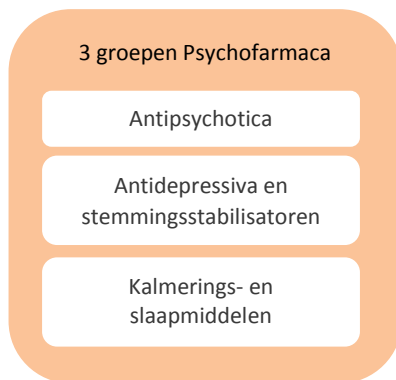 3 groepen Psychofarmaca
Antipsychotica
Antidepressiva en
stemmingsstabilisatoren
Kalmerings- en
slaapmiddelen